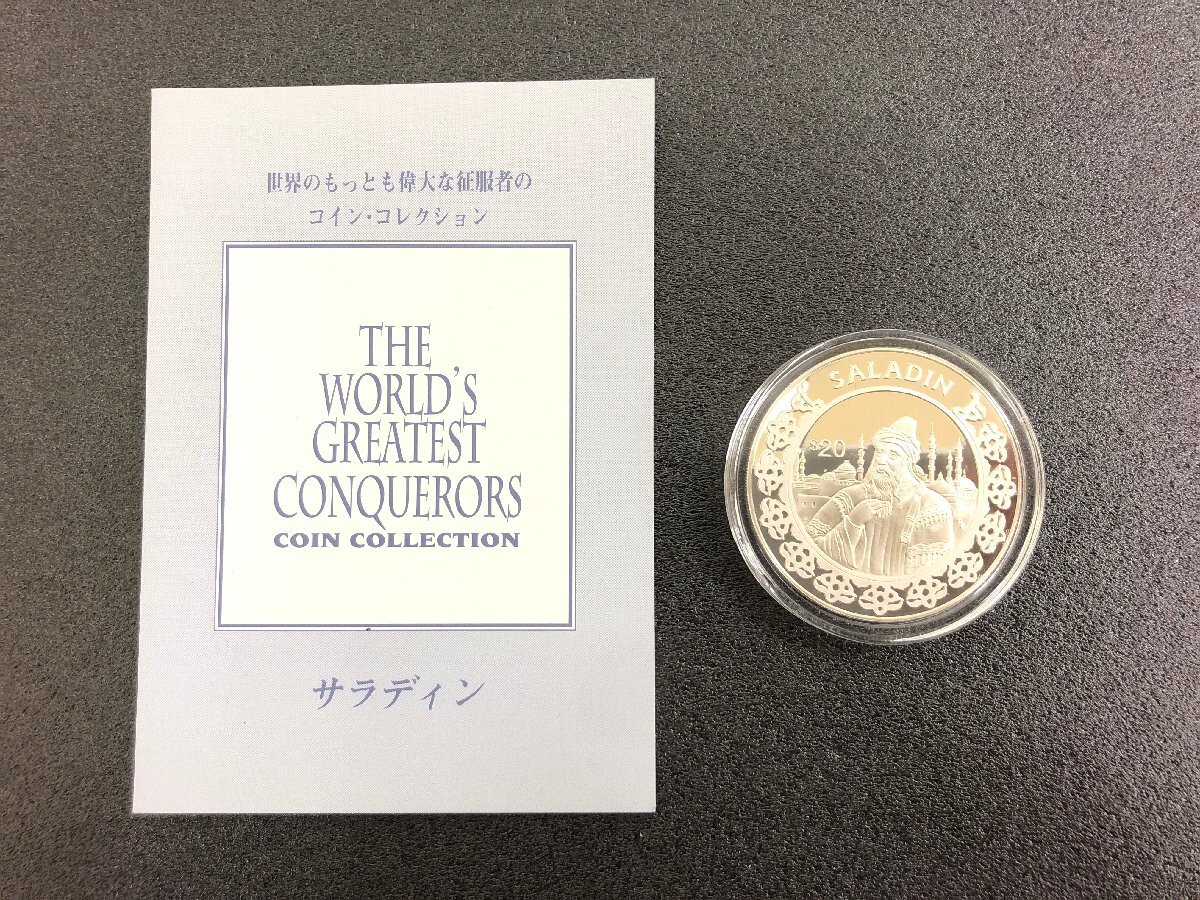 世界のもっとも偉大な征服者の
コイン・コレクション
THE
WORLD'S
GREATEST
CONQUERORS
COIN COLLECTION
サラディン
SALADIN
$20